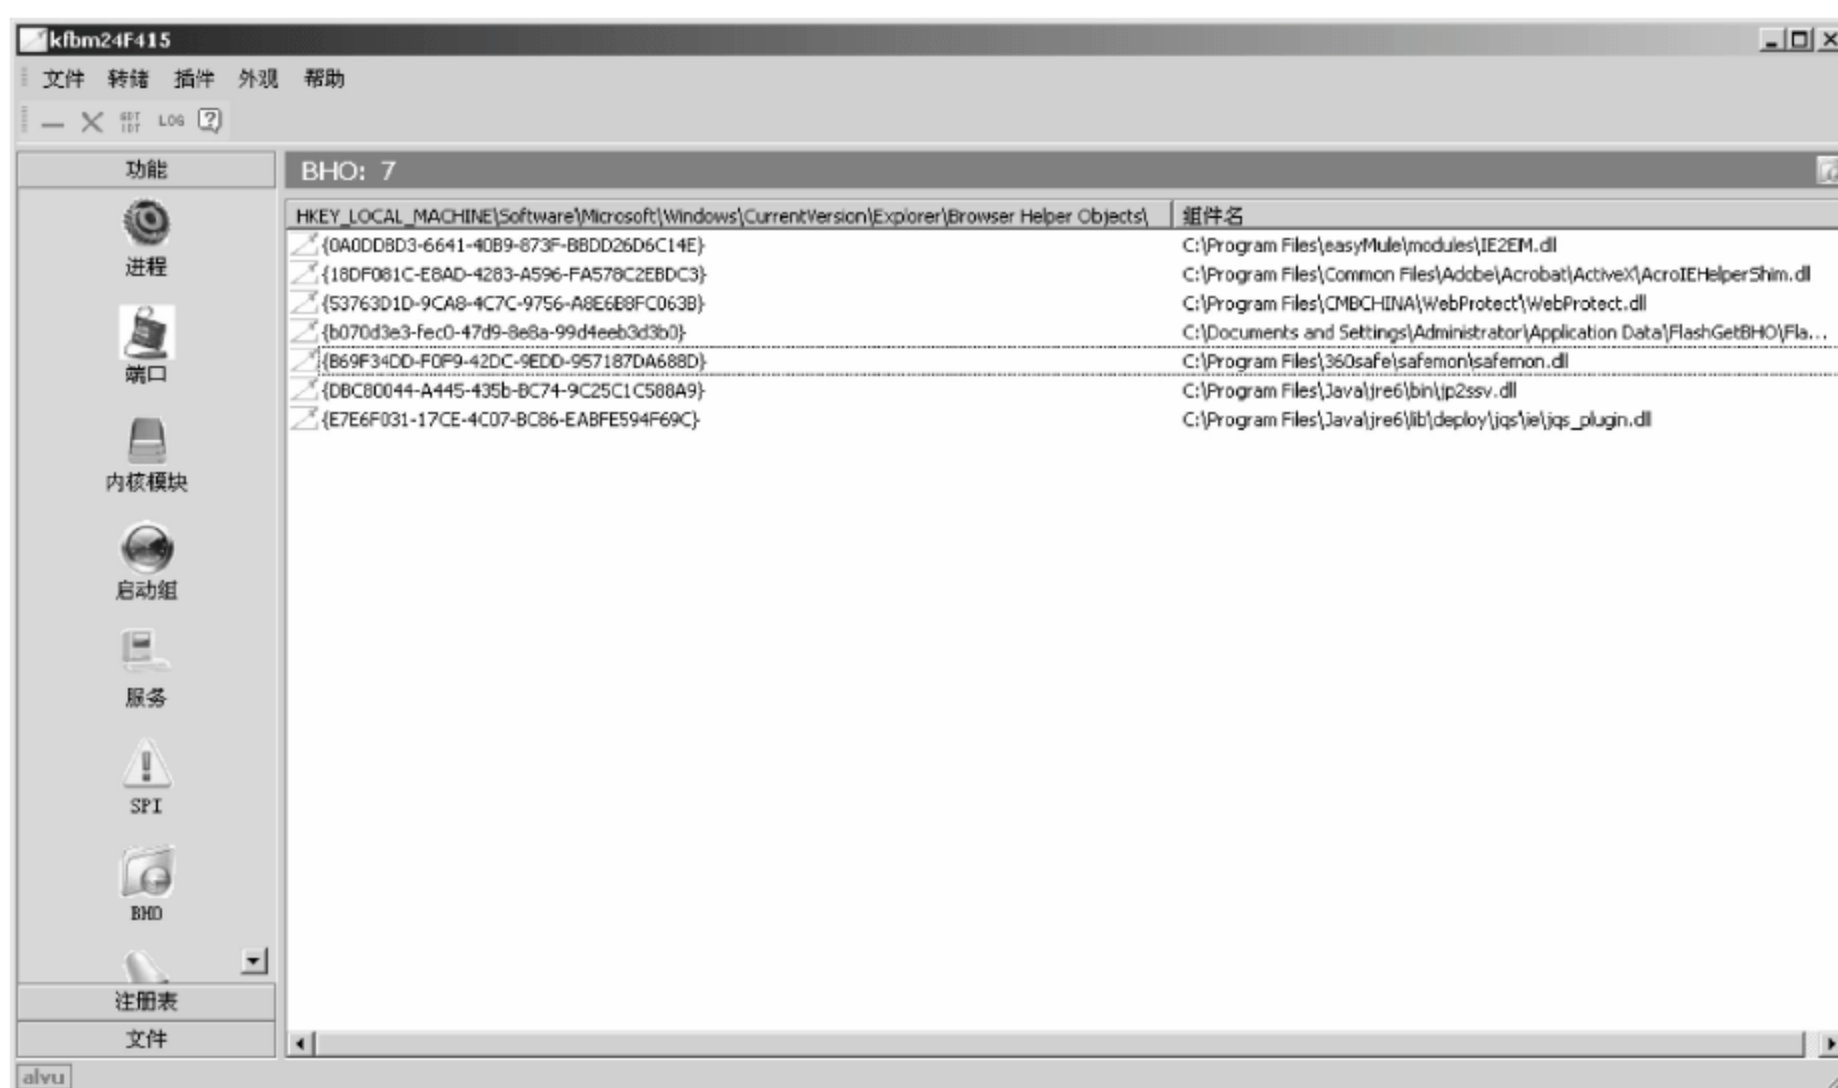 kfbm24F415
文件 转储 插件 外观 帮助
GDT
IDT
LOG
功能
BHO: 7
进程
端口
内核模块
启动组
服务
SPI
BHO
注册表
文件
HKEY_LOCAL_MACHINE\Software\Microsoft\Windows\CurrentVersion\Explorer\Browser Helper Objects\ 组件名
{0A0DDBD3-6641-40B9-873F-BBDD26D6C14E} C:\Program Files\easyMule\modules\IE2EM.dll
{18DF081C-E8AD-4283-A596-FA578C2EBDC3} C:\Program Files\Common Files\Adobe\Acrobat\ActiveX\AcroIEHelperShim.dll
{53763D1D-9CA8-4C7C-9756-A8E6E8FC063B} C:\Program Files\CMBCHINA\WebProtect\WebProtect.dll
{b070d3e3-fec0-47d9-8e8a-99d4eeb3d3b0} C:\Documents and Settings\Administrator\Application Data\FlashGetBHO\Fla...
{B69F34DD-F0F9-42DC-9EDD-957187DA688D} C:\Program Files\360safe\safemon\safemon.dll
{DBC80044-A445-435b-BC74-9C25C1C588A9} C:\Program Files\Java\jre6\bin\jp2ssv.dll
{E7E6F031-17CE-4C07-BC86-EABFE594F69C} C:\Program Files\Java\jre6\lib\deploy\jqs\ie\jqs_plugin.dll
alvu